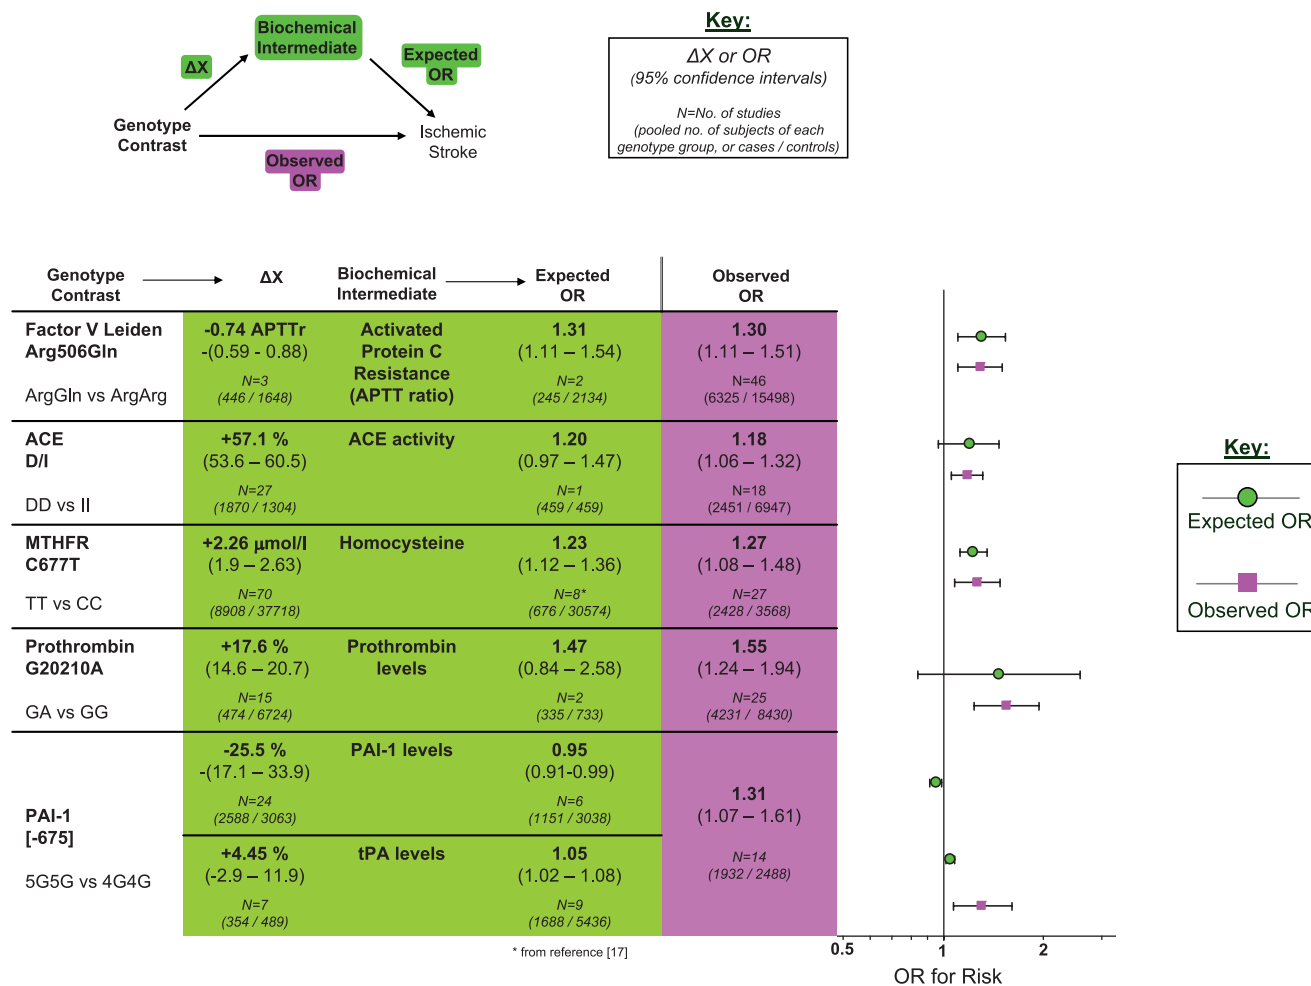 Biochemical
Intermediate
ΔX
Expected
OR
Genotype
Contrast
Ischemic
Stroke
Observed
OR
Key:
ΔX or OR
(95% confidence intervals)
N=No. of studies
(pooled no. of subjects of each
genotype group, or cases / controls)
Genotype
Contrast
ΔX
Biochemical
Intermediate
Expected
OR
Observed
OR
Factor V Leiden
Arg506Gln
ArgGln vs ArgArg
-0.74 APTTr
-(0.59 - 0.88)
N=3
(446 / 1648)
Activated
Protein C
Resistance
(APTT ratio)
1.31
(1.11 – 1.54)
N=2
(245 / 2134)
1.30
(1.11 – 1.51)
N=46
(6325 / 15498)
ACE
D/I
DD vs II
+57.1 %
(53.6 – 60.5)
N=27
(1870 / 1304)
ACE activity
1.20
(0.97 – 1.47)
N=1
(459 / 459)
1.18
(1.06 – 1.32)
N=18
(2451 / 6947)
MTHFR
C677T
TT vs CC
+2.26 μmol/l
(1.9 – 2.63)
N=70
(8908 / 37718)
Homocysteine
1.23
(1.12 – 1.36)
N=8*
(676 / 30574)
1.27
(1.08 – 1.48)
N=27
(2428 / 3568)
Prothrombin
G20210A
GA vs GG
+17.6 %
(14.6 – 20.7)
N=15
(474 / 6724)
Prothrombin
levels
1.47
(0.84 – 2.58)
N=2
(335 / 733)
1.55
(1.24 – 1.94)
N=25
(4231 / 8430)
PAI-1
[-675]
5G5G vs 4G4G
-25.5 %
-(17.1 – 33.9)
N=24
(2588 / 3063)
PAI-1 levels
0.95
(0.91-0.99)
N=6
(1151 / 3038)
1.31
(1.07 – 1.61)
N=14
(1932 / 2488)
+4.45 %
(-2.9 – 11.9)
N=7
(354 / 489)
tPA levels
1.05
(1.02 – 1.08)
N=9
(1688 / 5436)
* from reference [17]
0.5
1
2
OR for Risk
Key:
Expected OR
Observed OR